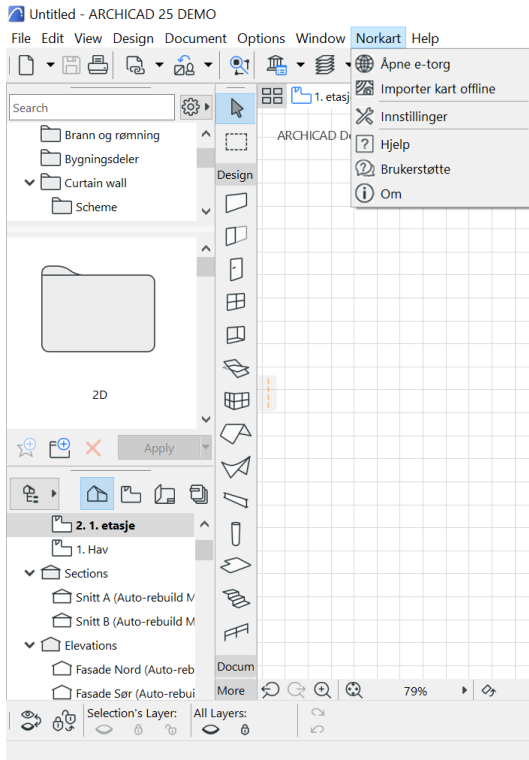 Untitled - ARCHICAD 25 DEMO
File Edit View Design Document Options Window Norkart Help
Åpne e-torg
Importer kart offline
Innstillinger
Hjelp
Brukerstøtte
Om
Search
1. etasj
ARCHICAD D
Brann og rømning
Bygningsdeler
Curtain wall
Scheme
Design
2D
Apply
2. 1. etasje
1. Hav
Sections
Snitt A (Auto-rebuild M
Snitt B (Auto-rebuild M
Elevations
Fasade Nord (Auto-reb
Fasade Sør (Auto-rebui
Docum
More
79%
Selection's Layer: All Layers: